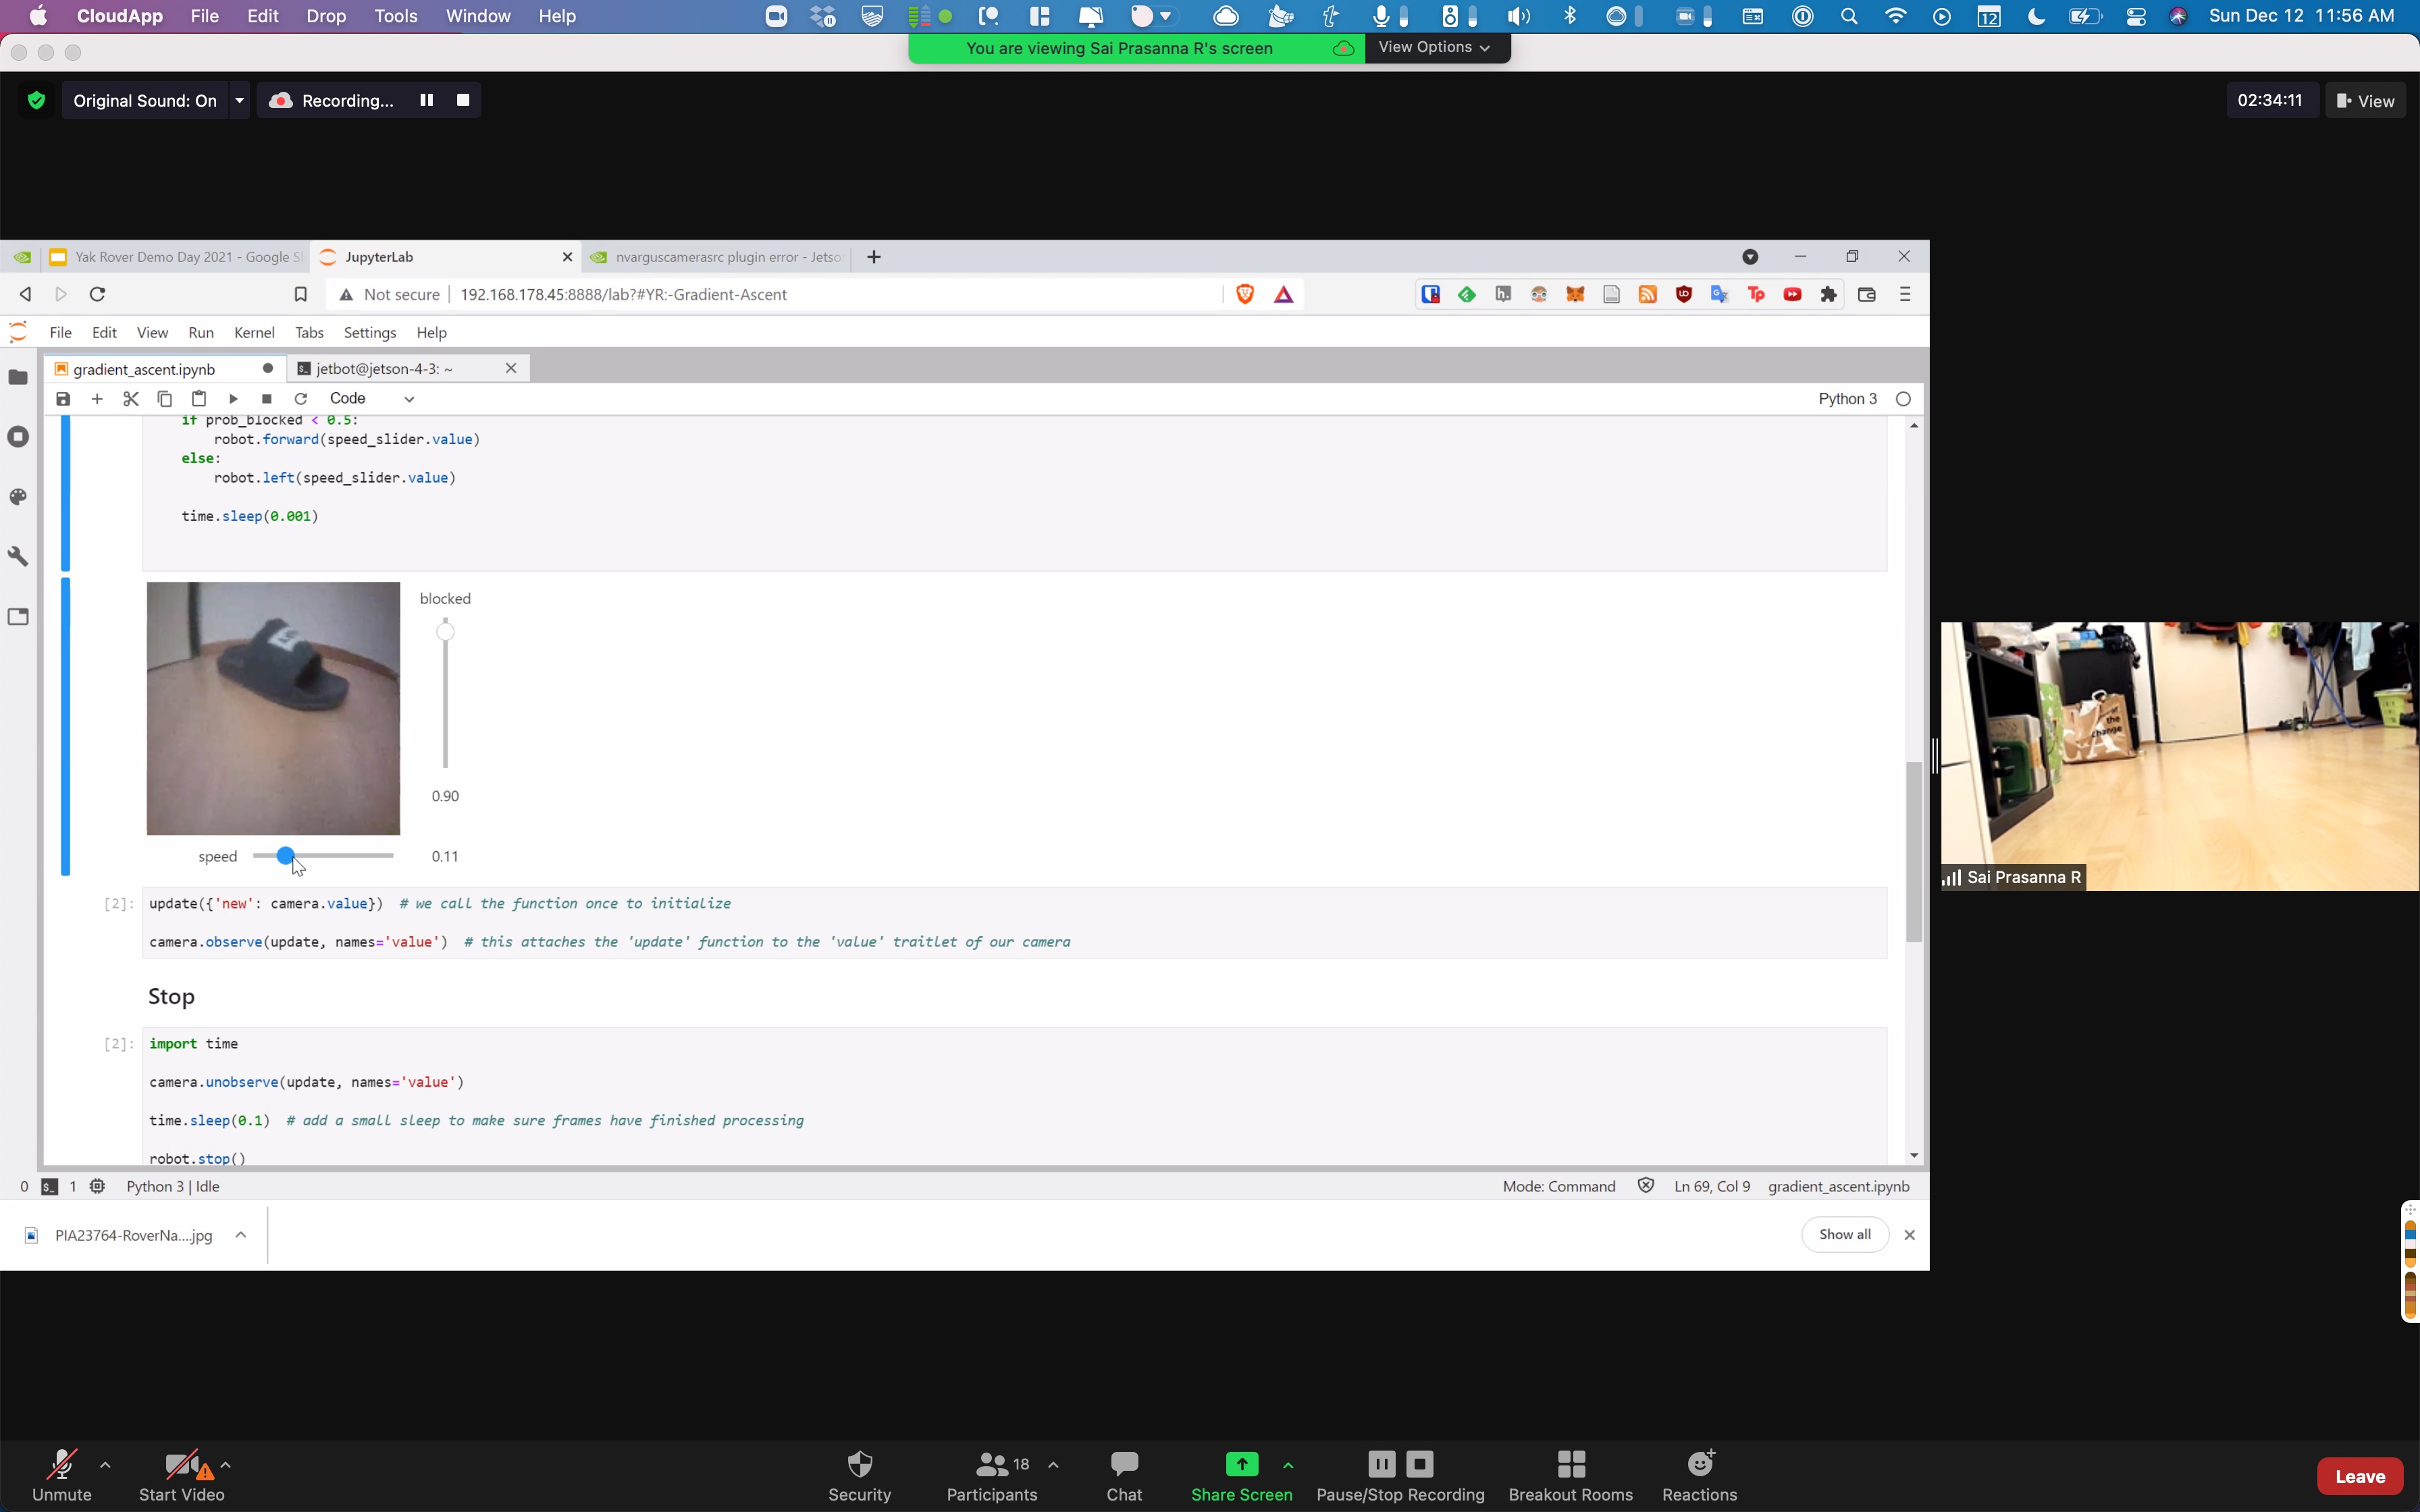 CloudApp File Edit Drop Tools Window Help 12 Sun Dec 12 11:56 AM
You are viewing Sai Prasanna R's screen View Options
Original Sound: On Recording... 02:34:11 View
Yak Rover Demo Day 2021 - Google Sl JupyterLab nvarguscamerasrc plugin error - Jetson
Not secure 192.168.178.45:8888/lab?#YR:-Gradient-Ascent
File Edit View Run Kernel Tabs Settings Help
gradient_ascent.ipynb jetbot@jetson-4-3: ~
Code Python 3
if prob_blocked < 0.5:
robot.forward(speed_slider.value)
else:
robot.left(speed_slider.value)
time.sleep(0.001)
blocked
0.90
speed 0.11
[2]: update({'new': camera.value}) # we call the function once to initialize
camera.observe(update, names='value') # this attaches the 'update' function to the 'value' traitlet of our camera
Stop
[2]: import time
camera.unobserve(update, names='value')
time.sleep(0.1) # add a small sleep to make sure frames have finished processing
robot.stop()
0 1 Python 3 | Idle Mode: Command Ln 69, Col 9 gradient_ascent.ipynb
PIA23764-RoverNa....jpg Show all
of the
change
Sai Prasanna R
Unmute Start Video Security Participants 18 Chat Share Screen Pause/Stop Recording Breakout Rooms Reactions Leave